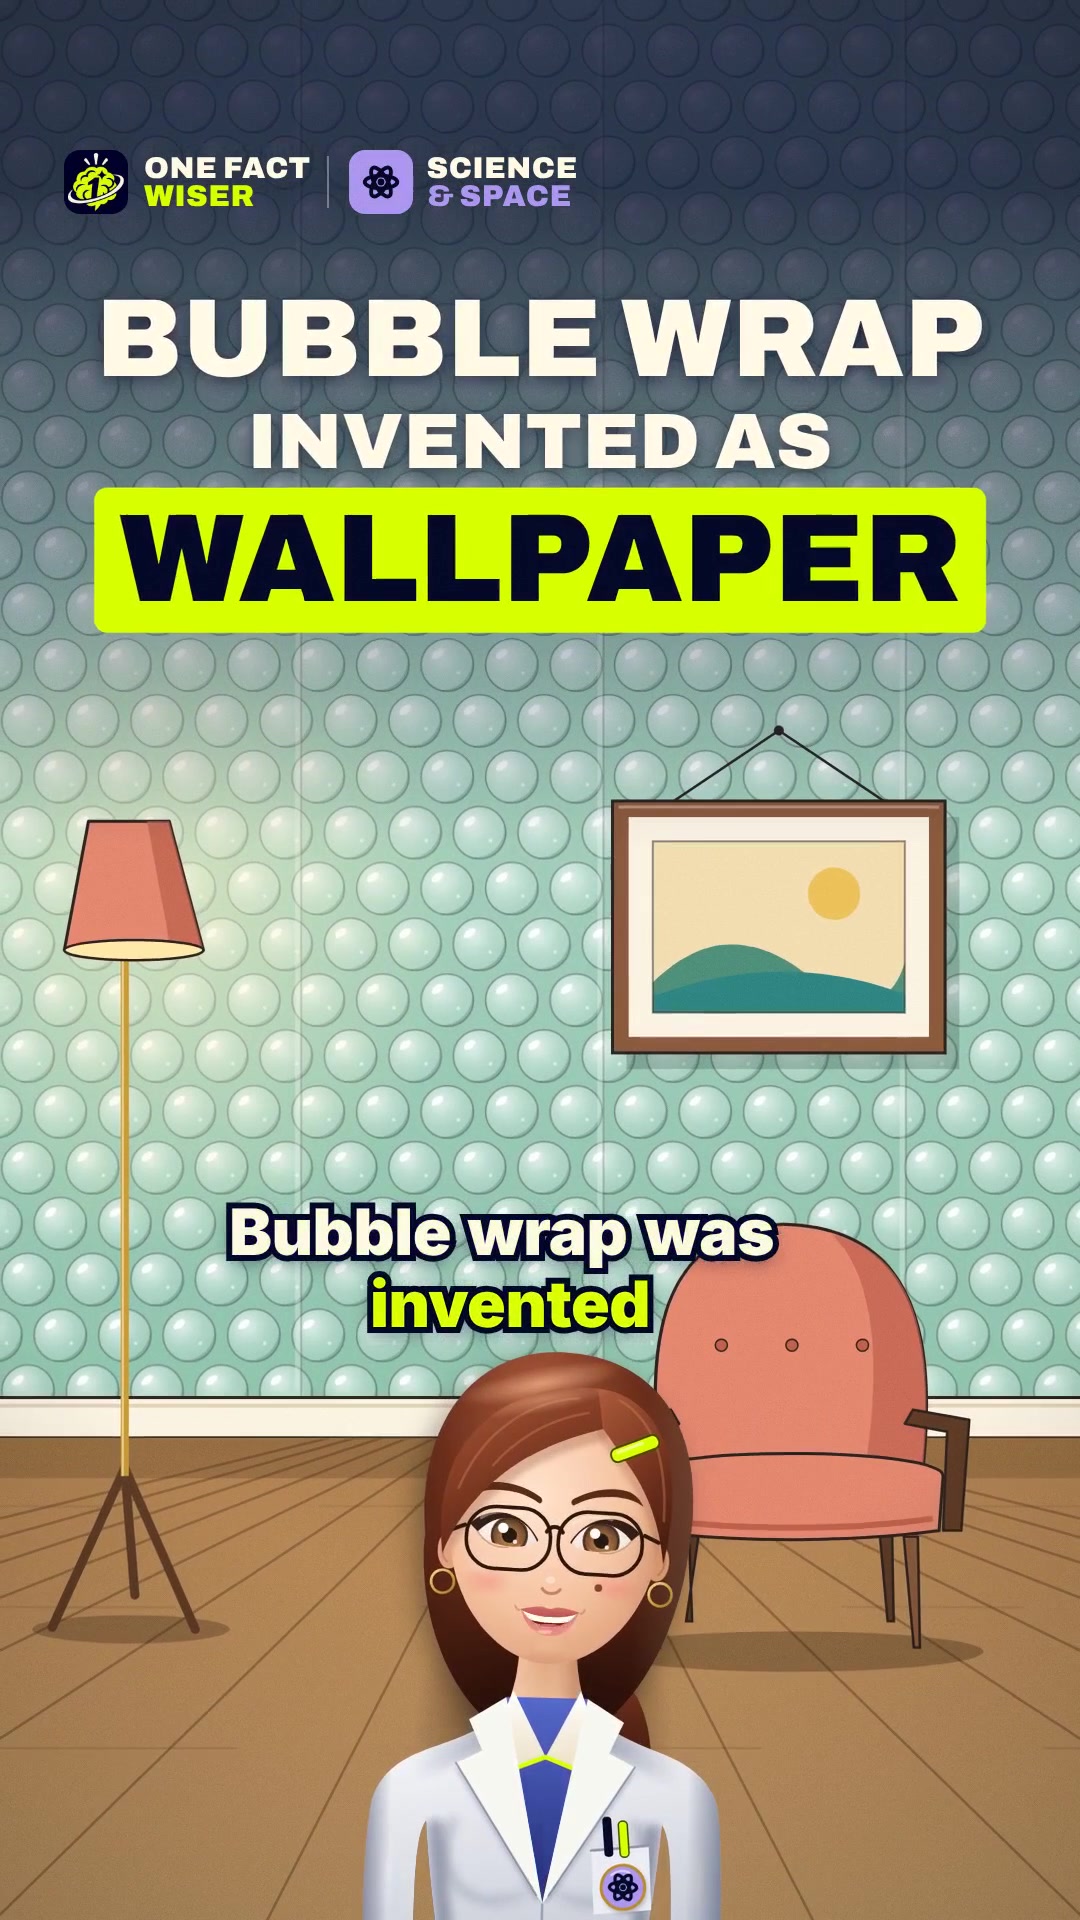 ONE FACT
WISER
SCIENCE
& SPACE
BUBBLE WRAP
INVENTED AS
WALLPAPER
Bubble wrap was
invented